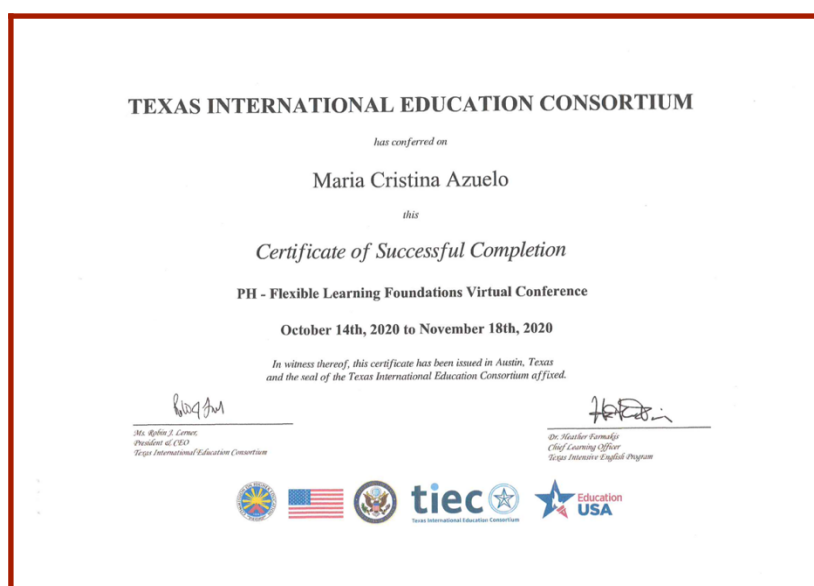 TEXAS INTERNATIONAL EDUCATION CONSORTIUM
has conferred on
Maria Cristina Azuelo
this
Certificate of Successful Completion
PH - Flexible Learning Foundations Virtual Conference
October 14th, 2020 to November 18th, 2020
In witness thereof, this certificate has been issued in Austin, Texas
and the seal of the Texas International Education Consortium affixed.
Ms. Robin J. Lerner,
President & CEO
Texas International Education Consortium
Dr. Heather Farmakis
Chief Learning Officer
Texas Intensive English Program
tiec
Texas International Education Consortium
Education
USA